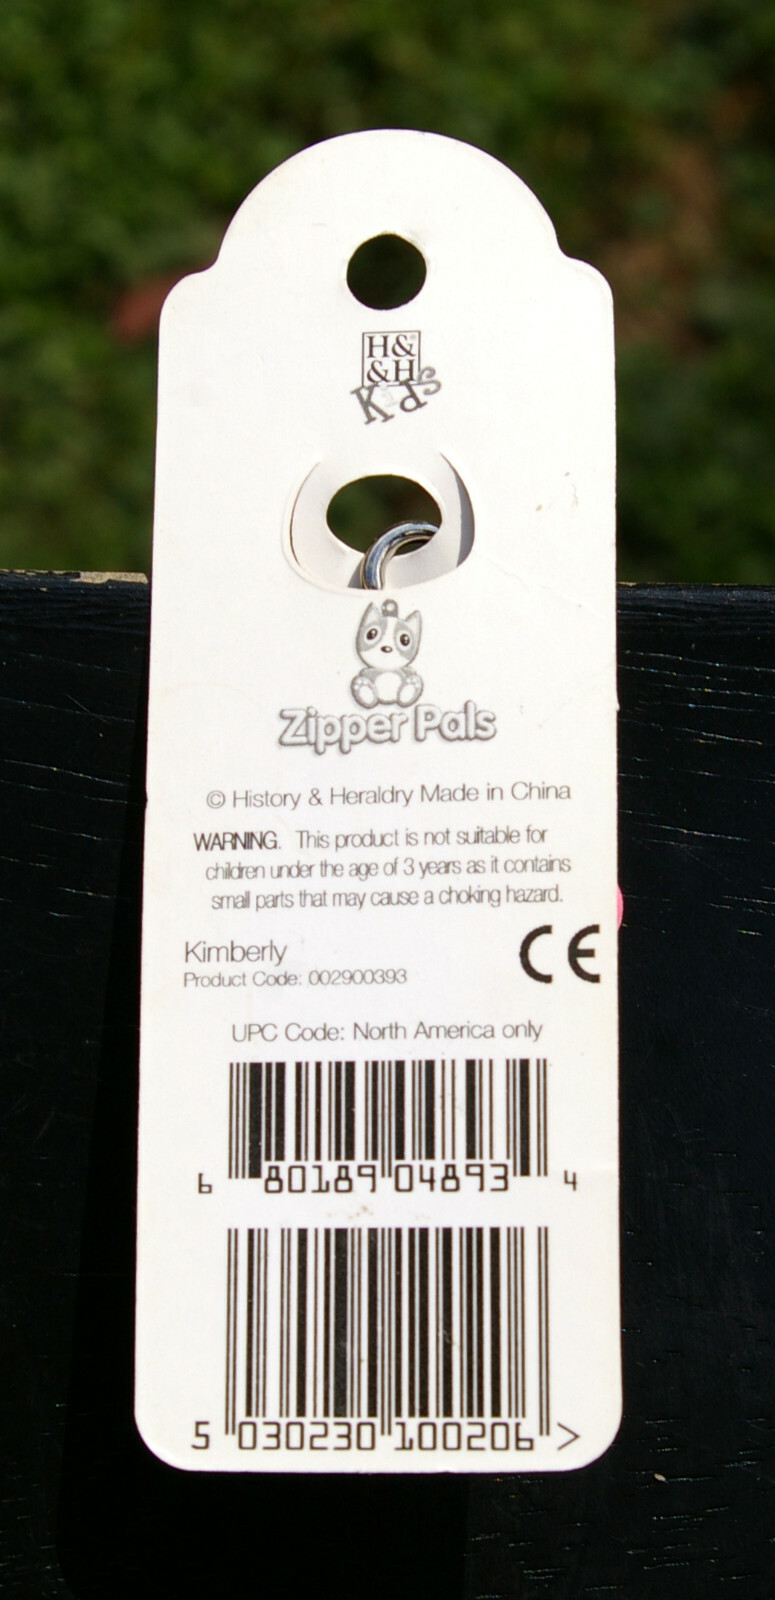 H&
&H
Kids
Zipper Pals
© History & Heraldry Made in China
WARNING. This product is not suitable for
children under the age of 3 years as it contains
small parts that may cause a choking hazard.
Kimberly
CE
Product Code: 002900393
UPC Code: North America only
6 80189 04893 4
5 030230 100206 >